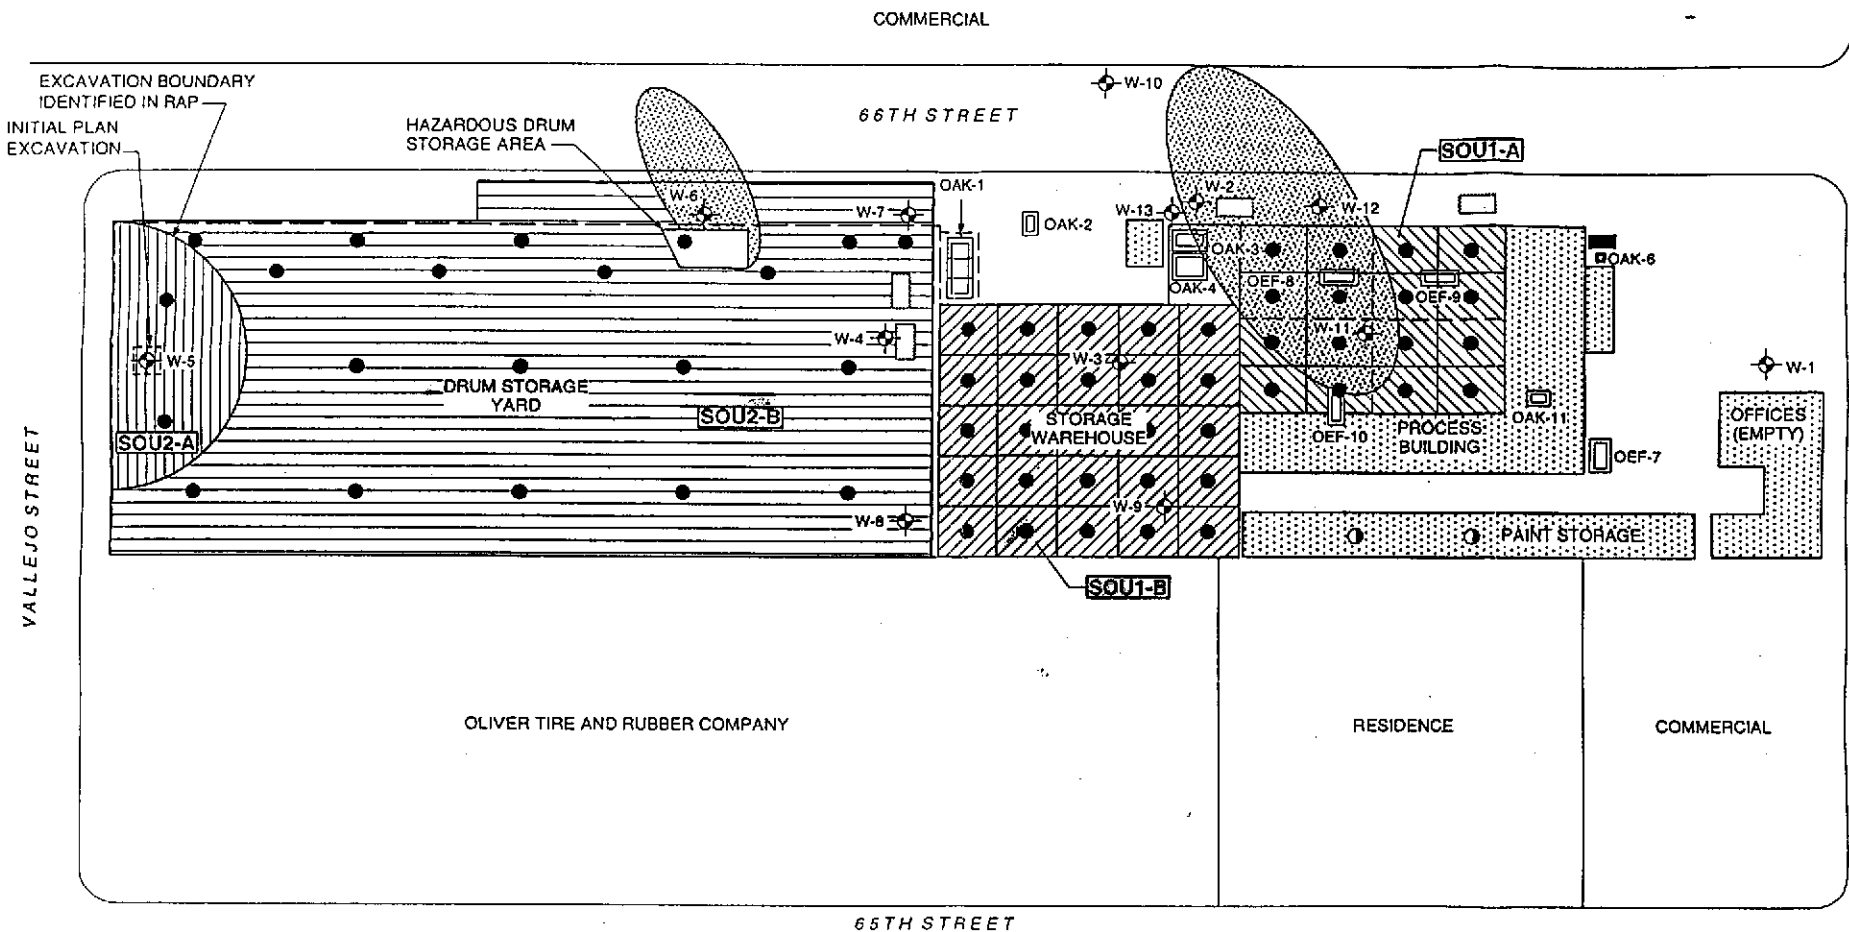 COMMERCIAL
EXCAVATION BOUNDARY
IDENTIFIED IN RAP
INITIAL PLAN
EXCAVATION
HAZARDOUS DRUM
STORAGE AREA
66TH STREET
W-10
SOU1-A
OAK-1
W-6
W-7
W-2
W-13
W-12
OAK-2
OAK-3
OAK-4
OEF-8
OEF-9
OAK-6
W-11
W-4
W-5
W-3
W-1
DRUM STORAGE
YARD
SOU2-B
SOU2-A
STORAGE
WAREHOUSE
OEF-10
PROCESS
BUILDING
OAK-11
OFFICES
(EMPTY)
OEF-7
W-8
W-9
PAINT STORAGE
SOU1-B
VALLEJO STREET
OLIVER TIRE AND RUBBER COMPANY
RESIDENCE
COMMERCIAL
65TH STREET